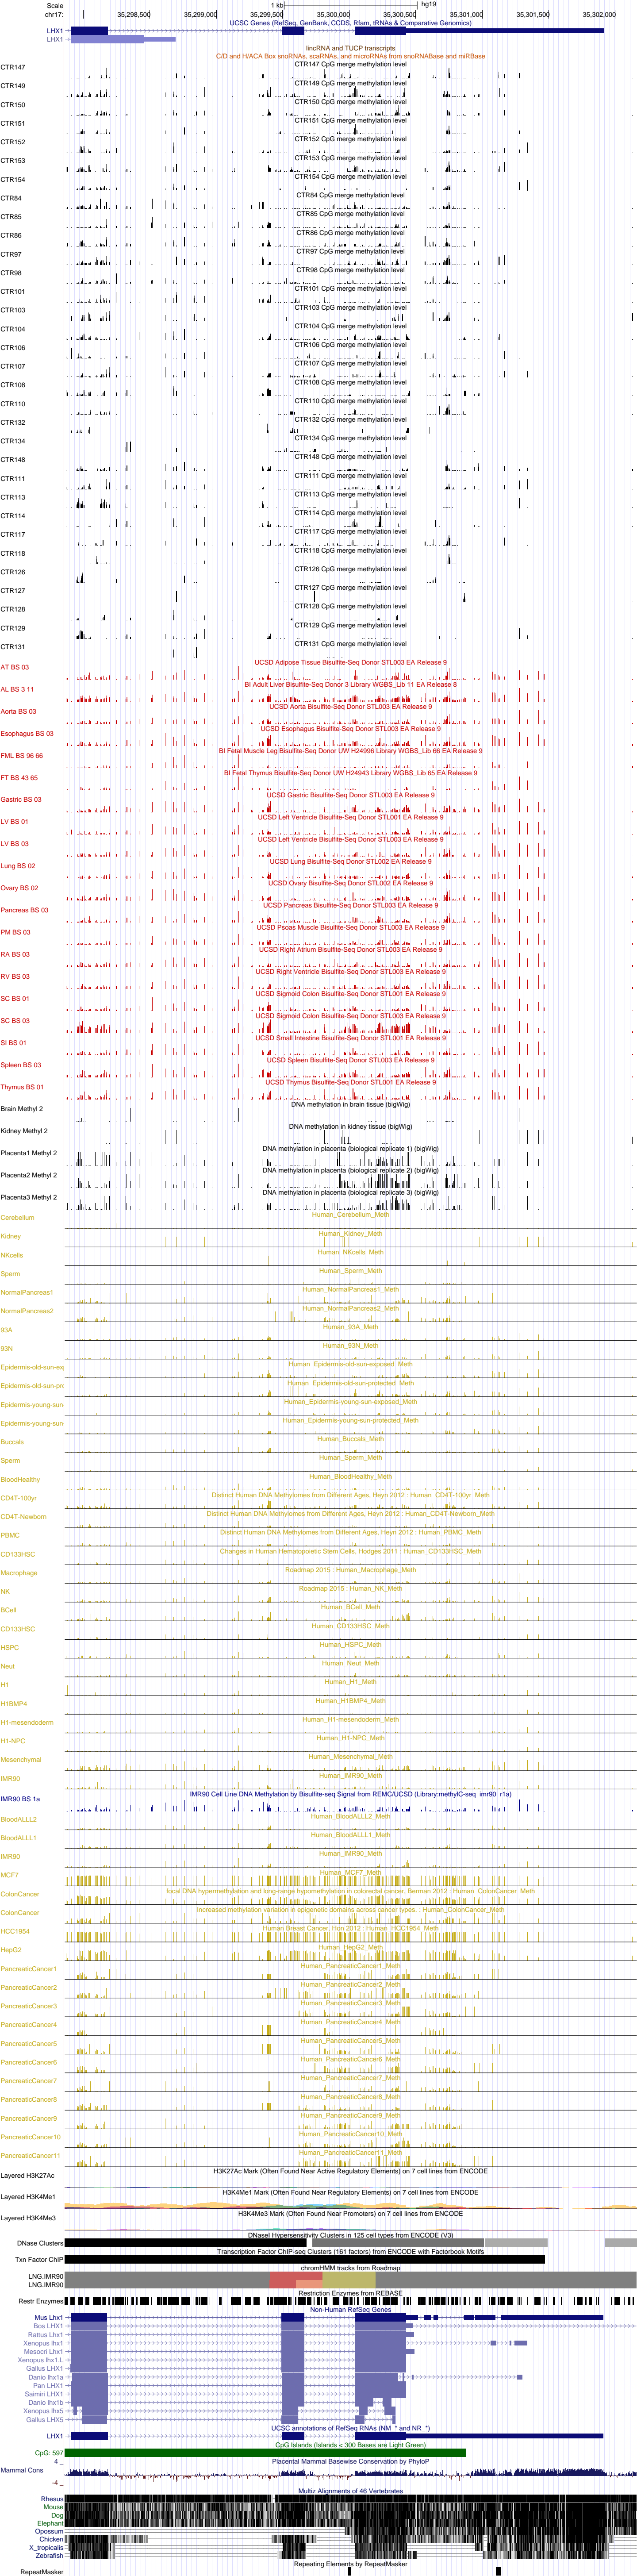 Scale 1 kb hg19
chr17: 35,298,500 35,299,000 35,299,500 35,300,000 35,300,500 35,301,000 35,301,500 35,302,000
UCSC Genes (RefSeq, GenBank, CCDS, Rfam, tRNAs & Comparative Genomics)
LHX1
LHX1
lincRNA and TUCP transcripts
C/D and H/ACA Box snoRNAs, scaRNAs, and microRNAs from snoRNABase and miRBase
CTR147 CpG merge methylation level
CTR147
CTR149 CpG merge methylation level
CTR149
CTR150 CpG merge methylation level
CTR150
CTR151 CpG merge methylation level
CTR151
CTR152 CpG merge methylation level
CTR152
CTR153 CpG merge methylation level
CTR153
CTR154 CpG merge methylation level
CTR154
CTR84 CpG merge methylation level
CTR84
CTR85 CpG merge methylation level
CTR85
CTR86 CpG merge methylation level
CTR86
CTR97 CpG merge methylation level
CTR97
CTR98 CpG merge methylation level
CTR98
CTR101 CpG merge methylation level
CTR101
CTR103 CpG merge methylation level
CTR103
CTR104 CpG merge methylation level
CTR104
CTR106 CpG merge methylation level
CTR106
CTR107 CpG merge methylation level
CTR107
CTR108 CpG merge methylation level
CTR108
CTR110 CpG merge methylation level
CTR110
CTR132 CpG merge methylation level
CTR132
CTR134 CpG merge methylation level
CTR134
CTR148 CpG merge methylation level
CTR148
CTR111 CpG merge methylation level
CTR111
CTR113 CpG merge methylation level
CTR113
CTR114 CpG merge methylation level
CTR114
CTR117 CpG merge methylation level
CTR117
CTR118 CpG merge methylation level
CTR118
CTR126 CpG merge methylation level
CTR126
CTR127 CpG merge methylation level
CTR127
CTR128 CpG merge methylation level
CTR128
CTR129 CpG merge methylation level
CTR129
CTR131 CpG merge methylation level
CTR131
UCSD Adipose Tissue Bisulfite-Seq Donor STL003 EA Release 9
AT BS 03
BI Adult Liver Bisulfite-Seq Donor 3 Library WGBS_Lib 11 EA Release 8
AL BS 3 11
UCSD Aorta Bisulfite-Seq Donor STL003 EA Release 9
Aorta BS 03
UCSD Esophagus Bisulfite-Seq Donor STL003 EA Release 9
Esophagus BS 03
BI Fetal Muscle Leg Bisulfite-Seq Donor UW H24996 Library WGBS_Lib 66 EA Release 9
FML BS 96 66
BI Fetal Thymus Bisulfite-Seq Donor UW H24943 Library WGBS_Lib 65 EA Release 9
FT BS 43 65
UCSD Gastric Bisulfite-Seq Donor STL003 EA Release 9
Gastric BS 03
UCSD Left Ventricle Bisulfite-Seq Donor STL001 EA Release 9
LV BS 01
UCSD Left Ventricle Bisulfite-Seq Donor STL003 EA Release 9
LV BS 03
UCSD Lung Bisulfite-Seq Donor STL002 EA Release 9
Lung BS 02
UCSD Ovary Bisulfite-Seq Donor STL002 EA Release 9
Ovary BS 02
UCSD Pancreas Bisulfite-Seq Donor STL003 EA Release 9
Pancreas BS 03
UCSD Psoas Muscle Bisulfite-Seq Donor STL003 EA Release 9
PM BS 03
UCSD Right Atrium Bisulfite-Seq Donor STL003 EA Release 9
RA BS 03
UCSD Right Ventricle Bisulfite-Seq Donor STL003 EA Release 9
RV BS 03
UCSD Sigmoid Colon Bisulfite-Seq Donor STL001 EA Release 9
SC BS 01
UCSD Sigmoid Colon Bisulfite-Seq Donor STL003 EA Release 9
SC BS 03
UCSD Small Intestine Bisulfite-Seq Donor STL001 EA Release 9
SI BS 01
UCSD Spleen Bisulfite-Seq Donor STL003 EA Release 9
Spleen BS 03
UCSD Thymus Bisulfite-Seq Donor STL001 EA Release 9
Thymus BS 01
DNA methylation in brain tissue (bigWig)
Brain Methyl 2
DNA methylation in kidney tissue (bigWig)
Kidney Methyl 2
DNA methylation in placenta (biological replicate 1) (bigWig)
Placenta1 Methyl 2
DNA methylation in placenta (biological replicate 2) (bigWig)
Placenta2 Methyl 2
DNA methylation in placenta (biological replicate 3) (bigWig)
Placenta3 Methyl 2
Human_Cerebellum_Meth
Cerebellum
Human_Kidney_Meth
Kidney
Human_NKcells_Meth
NKcells
Human_Sperm_Meth
Sperm
Human_NormalPancreas1_Meth
NormalPancreas1
Human_NormalPancreas2_Meth
NormalPancreas2
Human_93A_Meth
93A
Human_93N_Meth
93N
Human_Epidermis-old-sun-exposed_Meth
Epidermis-old-sun-ex
Human_Epidermis-old-sun-protected_Meth
Epidermis-old-sun-pro
Human_Epidermis-young-sun-exposed_Meth
Epidermis-young-sun
Human_Epidermis-young-sun-protected_Meth
Epidermis-young-sun
Human_Buccals_Meth
Buccals
Human_Sperm_Meth
Sperm
Human_BloodHealthy_Meth
BloodHealthy
Distinct Human DNA Methylomes from Different Ages, Heyn 2012 : Human_CD4T-100yr_Meth
CD4T-100yr
Distinct Human DNA Methylomes from Different Ages, Heyn 2012 : Human_CD4T-Newborn_Meth
CD4T-Newborn
Distinct Human DNA Methylomes from Different Ages, Heyn 2012 : Human_PBMC_Meth
PBMC
Changes in Human Hematopoietic Stem Cells, Hodges 2011 : Human_CD133HSC_Meth
CD133HSC
Roadmap 2015 : Human_Macrophage_Meth
Macrophage
Roadmap 2015 : Human_NK_Meth
NK
Human_BCell_Meth
BCell
Human_CD133HSC_Meth
CD133HSC
Human_HSPC_Meth
HSPC
Human_Neut_Meth
Neut
Human_H1_Meth
H1
Human_H1BMP4_Meth
H1BMP4
Human_H1-mesendoderm_Meth
H1-mesendoderm
Human_H1-NPC_Meth
H1-NPC
Human_Mesenchymal_Meth
Mesenchymal
Human_IMR90_Meth
IMR90
IMR90 Cell Line DNA Methylation by Bisulfite-seq Signal from REMC/UCSD (Library:methylC-seq_imr90_r1a)
IMR90 BS 1a
Human_BloodALLL2_Meth
BloodALLL2
Human_BloodALLL1_Meth
BloodALLL1
Human_IMR90_Meth
IMR90
Human_MCF7_Meth
MCF7
focal DNA hypermethylation and long-range hypomethylation in colorectal cancer, Berman 2012 : Human_ColonCancer_Meth
ColonCancer
Increased methylation variation in epigenetic domains across cancer types. : Human_ColonCancer_Meth
ColonCancer
Human Breast Cancer, Hon 2012 : Human_HCC1954_Meth
HCC1954
Human_HepG2_Meth
HepG2
Human_PancreaticCancer1_Meth
PancreaticCancer1
Human_PancreaticCancer2_Meth
PancreaticCancer2
Human_PancreaticCancer3_Meth
PancreaticCancer3
Human_PancreaticCancer4_Meth
PancreaticCancer4
Human_PancreaticCancer5_Meth
PancreaticCancer5
Human_PancreaticCancer6_Meth
PancreaticCancer6
Human_PancreaticCancer7_Meth
PancreaticCancer7
Human_PancreaticCancer8_Meth
PancreaticCancer8
Human_PancreaticCancer9_Meth
PancreaticCancer9
Human_PancreaticCancer10_Meth
PancreaticCancer10
Human_PancreaticCancer11_Meth
PancreaticCancer11
H3K27Ac Mark (Often Found Near Active Regulatory Elements) on 7 cell lines from ENCODE
Layered H3K27Ac
H3K4Me1 Mark (Often Found Near Regulatory Elements) on 7 cell lines from ENCODE
Layered H3K4Me1
H3K4Me3 Mark (Often Found Near Promoters) on 7 cell lines from ENCODE
Layered H3K4Me3
DNaseI Hypersensitivity Clusters in 125 cell types from ENCODE (V3)
DNase Clusters
Transcription Factor ChIP-seq Clusters (161 factors) from ENCODE with Factorbook Motifs
Txn Factor ChIP
chromHMM tracks from Roadmap
LNG.IMR90
LNG.IMR90
Restriction Enzymes from REBASE
Restr Enzymes
Non-Human RefSeq Genes
Mus Lhx1
Bos LHX1
Rattus Lhx1
Xenopus lhx1
Mesocri Lhx1
Xenopus lhx1.L
Gallus LHX1
Danio lhx1a
Pan LHX1
Saimiri LHX1
Danio lhx1b
Xenopus lhx5
Gallus LHX5
UCSC annotations of RefSeq RNAs (NM_* and NR_*)
LHX1
CpG Islands (Islands < 300 Bases are Light Green)
CpG: 597
Placental Mammal Basewise Conservation by PhyloP
4 _
Mammal Cons
-4 _
Multiz Alignments of 46 Vertebrates
Rhesus
Mouse
Dog
Elephant
Opossum
Chicken
X_tropicalis
Zebrafish
Repeating Elements by RepeatMasker
RepeatMasker